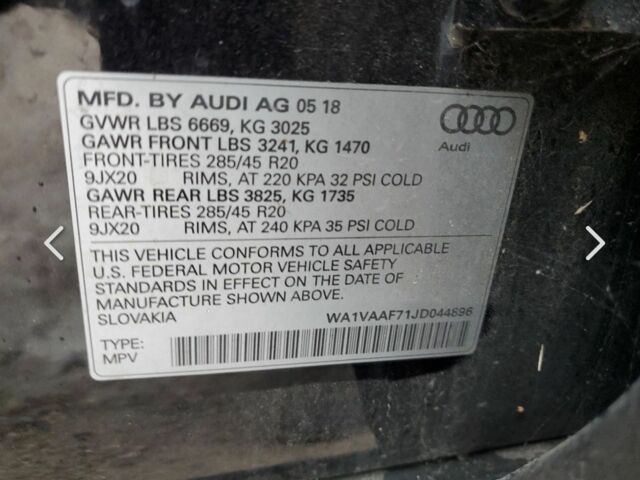 MFD. BY AUDI AG 05 18
GVWR LBS 6669, KG 3025
GAWR FRONT LBS 3241, KG 1470
FRONT-TIRES 285/45 R20
9JX20 RIMS, AT 220 KPA 32 PSI COLD
GAWR REAR LBS 3825, KG 1735
REAR-TIRES 285/45 R20
9JX20 RIMS, AT 240 KPA 35 PSI COLD
Audi
THIS VEHICLE CONFORMS TO ALL APPLICABLE
U.S. FEDERAL MOTOR VEHICLE SAFETY
STANDARDS IN EFFECT ON THE DATE OF
MANUFACTURE SHOWN ABOVE.
SLOVAKIA WA1VAAF71JD044896
TYPE:
MPV